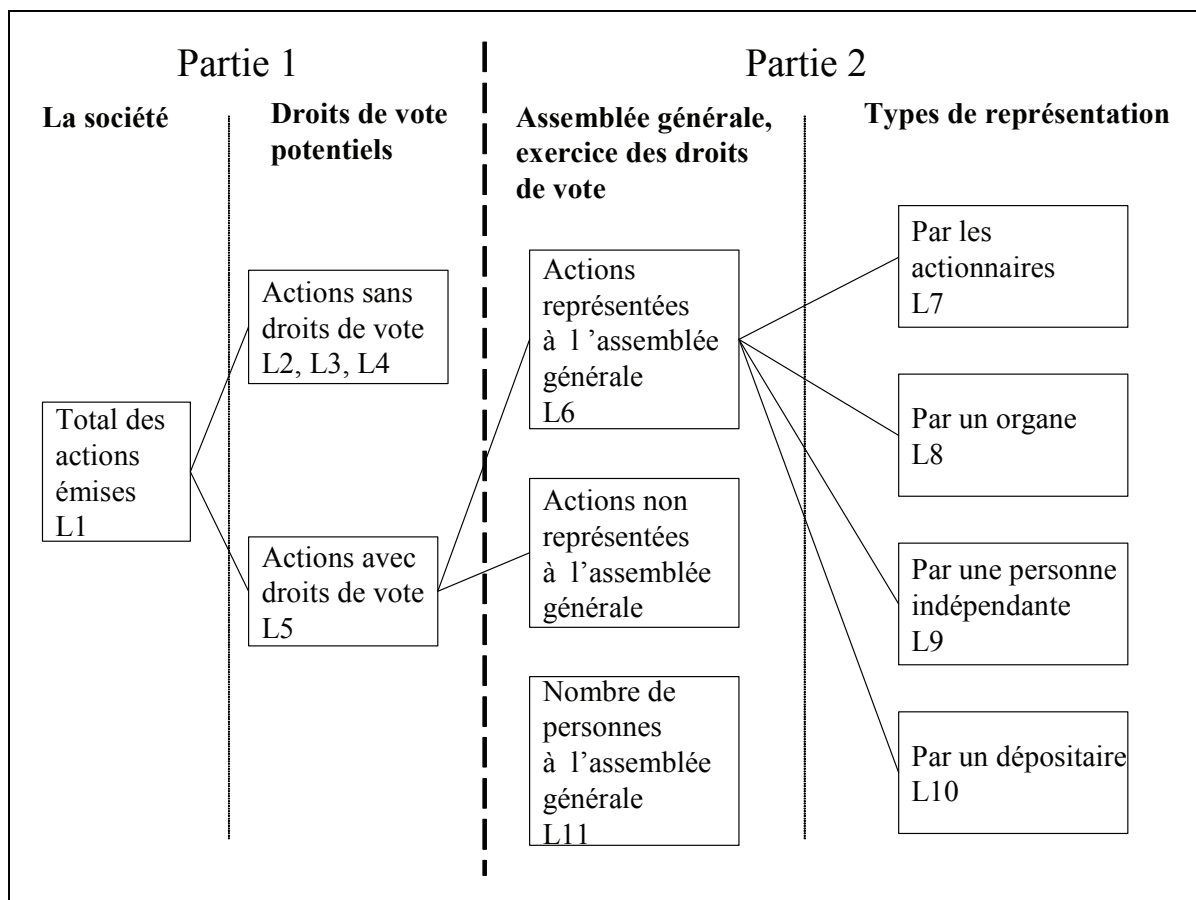 Partie 1
Partie 2
La société
Droits de vote
potentiels
Assemblée générale,
exercice des droits
de vote
Types de représentation
Total des
actions
émises
L1
Actions sans
droits de vote
L2, L3, L4
Actions avec
droits de vote
L5
Actions
représentées
à l ’assemblée
générale
L6
Actions non
représentées
à l’assemblée
générale
Nombre de
personnes
à l’assemblée
générale
L11
Par les
actionnaires
L7
Par un organe
L8
Par une personne
indépendante
L9
Par un dépositaire
L10